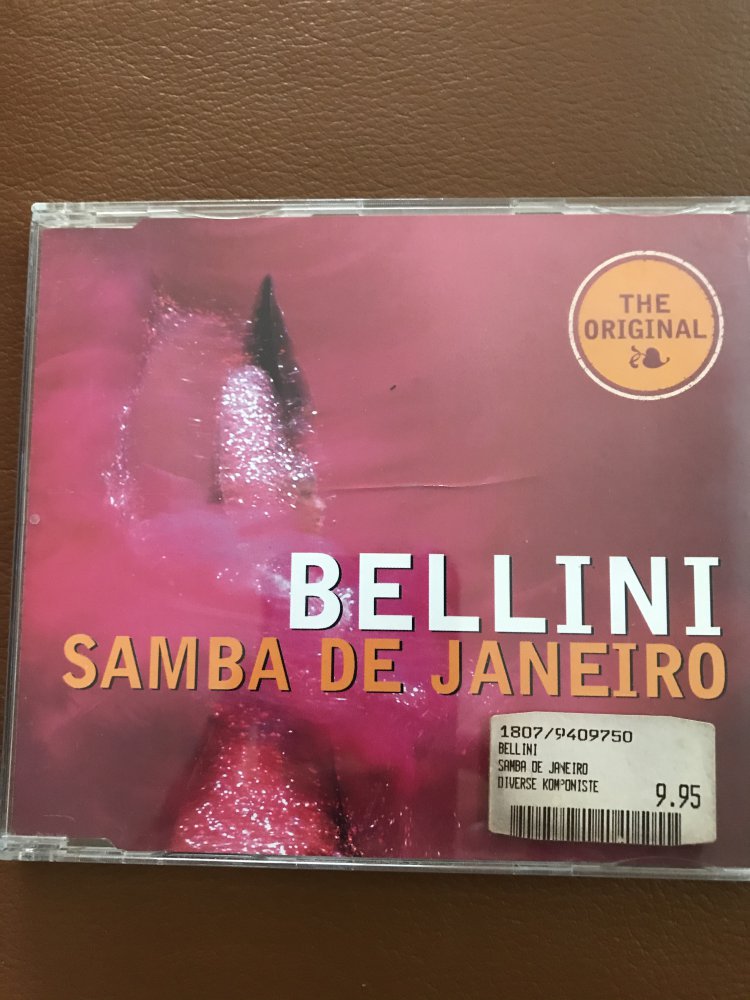 THE
ORIGINAL
BELLINI
SAMBA DE JANEIRO
1807/9409750
BELLINI
SAMBA DE JANEIRO
DIVERSE KOMPONISTE
9.95